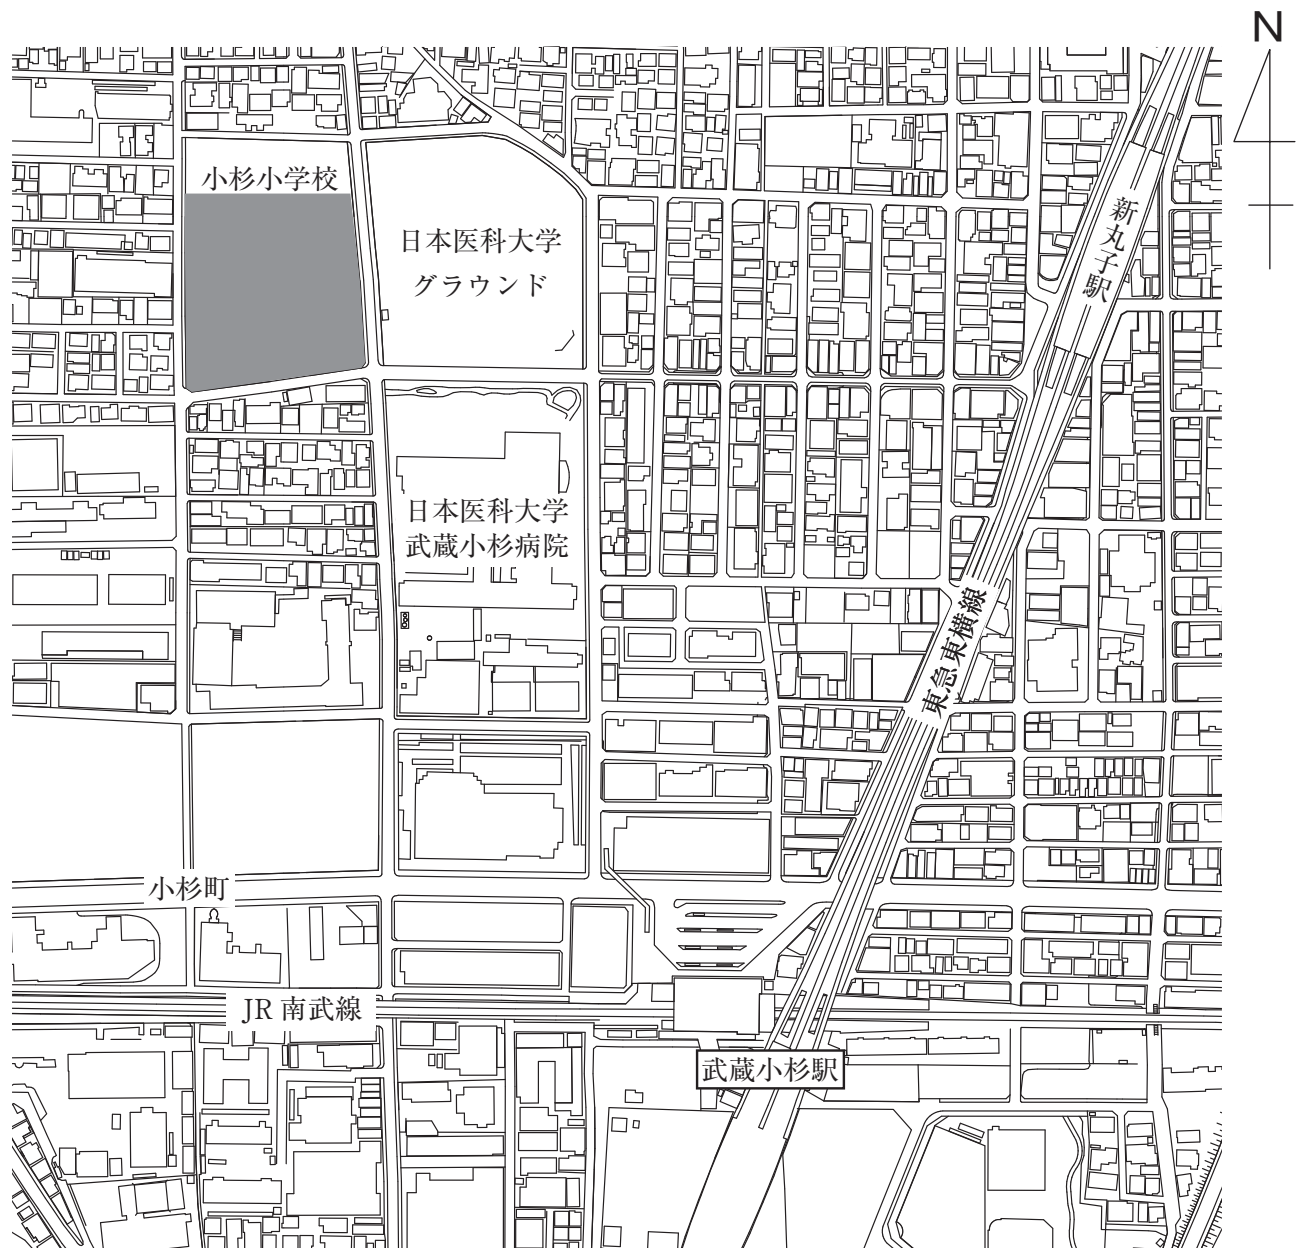 N
小杉小学校
新丸子駅
日本医科大学
グラウンド
日本医科大学
武蔵小杉病院
東急東横線
小杉町
JR 南武線
武蔵小杉駅